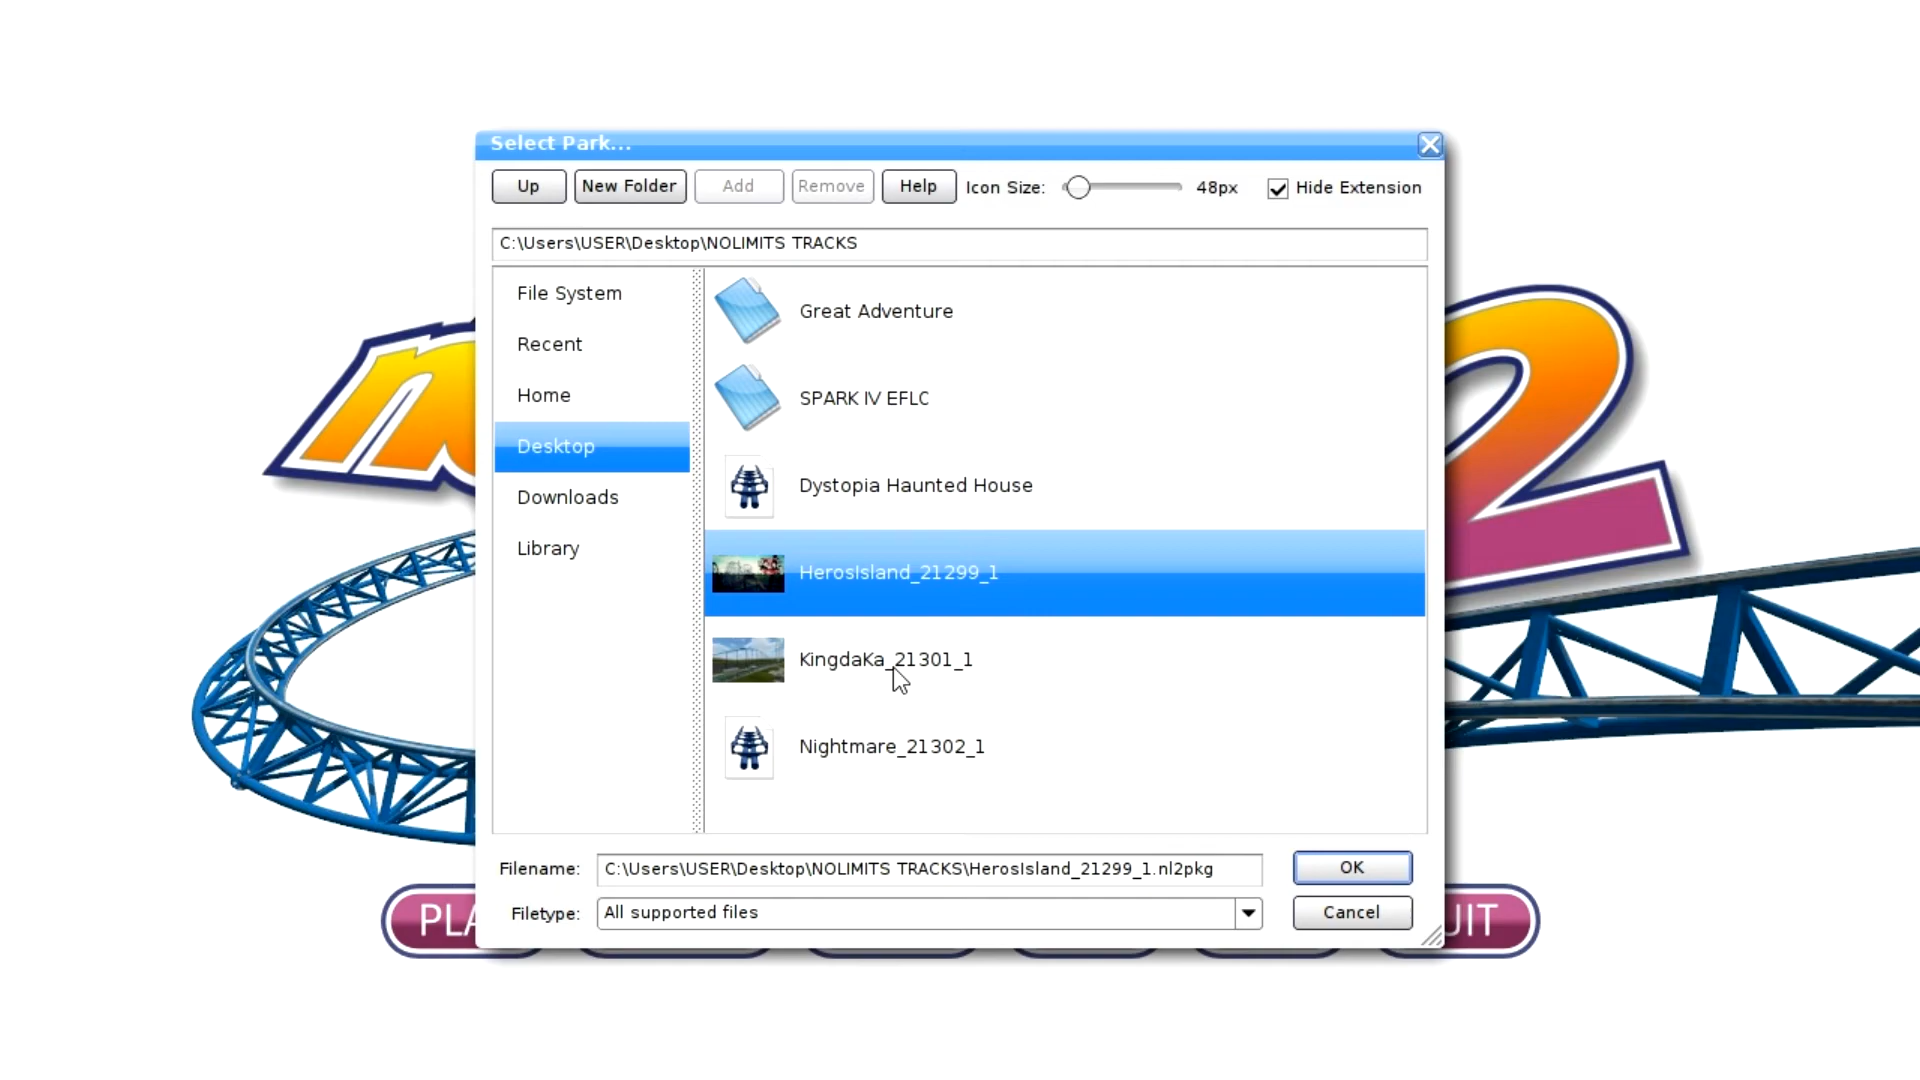 Select Park...
Up New Folder Add Remove Help Icon Size: 48px Hide Extension
C:\Users\USER\Desktop\NOLIMITS TRACKS
File System
Recent
Home
Desktop
Downloads
Library
Great Adventure
SPARK IV EFLC
Dystopia Haunted House
HerosIsland_21299_1
KingdaKa_21301_1
Nightmare_21302_1
Filename: C:\Users\USER\Desktop\NOLIMITS TRACKS\HerosIsland_21299_1.nl2pkg OK
Filetype: All supported files Cancel
n 2
PLA UIT